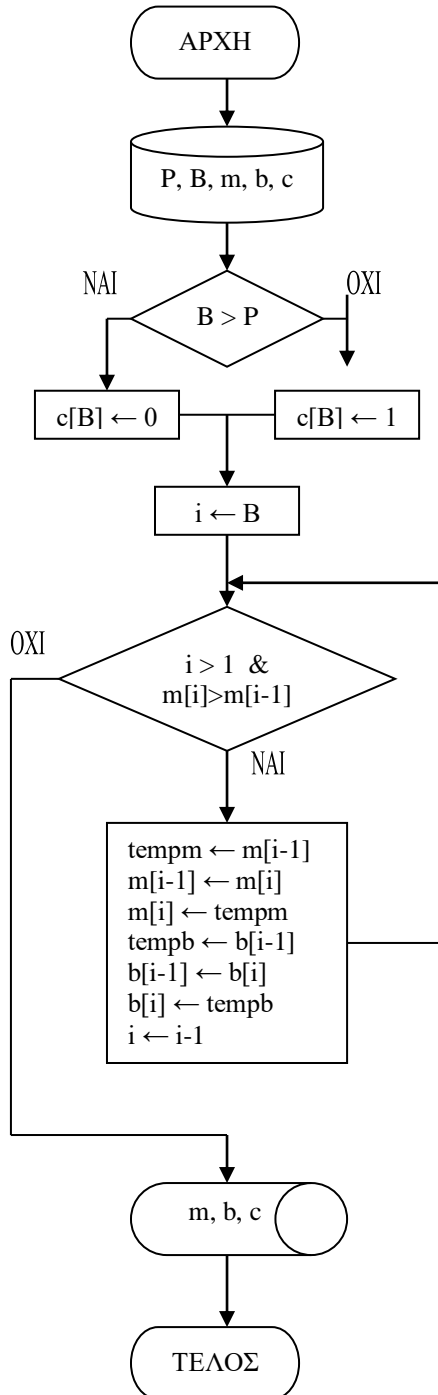 ΑΡΧΗ
P, B, m, b, c
ΝΑΙ
ΟΧΙ
B > P
c[B] ← 0
c[B] ← 1
i ← B
ΟΧΙ
i > 1 &
m[i]>m[i-1]
ΝΑΙ
tempm ← m[i-1]
m[i-1] ← m[i]
m[i] ← tempm
tempb ← b[i-1]
b[i-1] ← b[i]
b[i] ← tempb
i ← i-1
m, b, c
ΤΕΛΟΣ